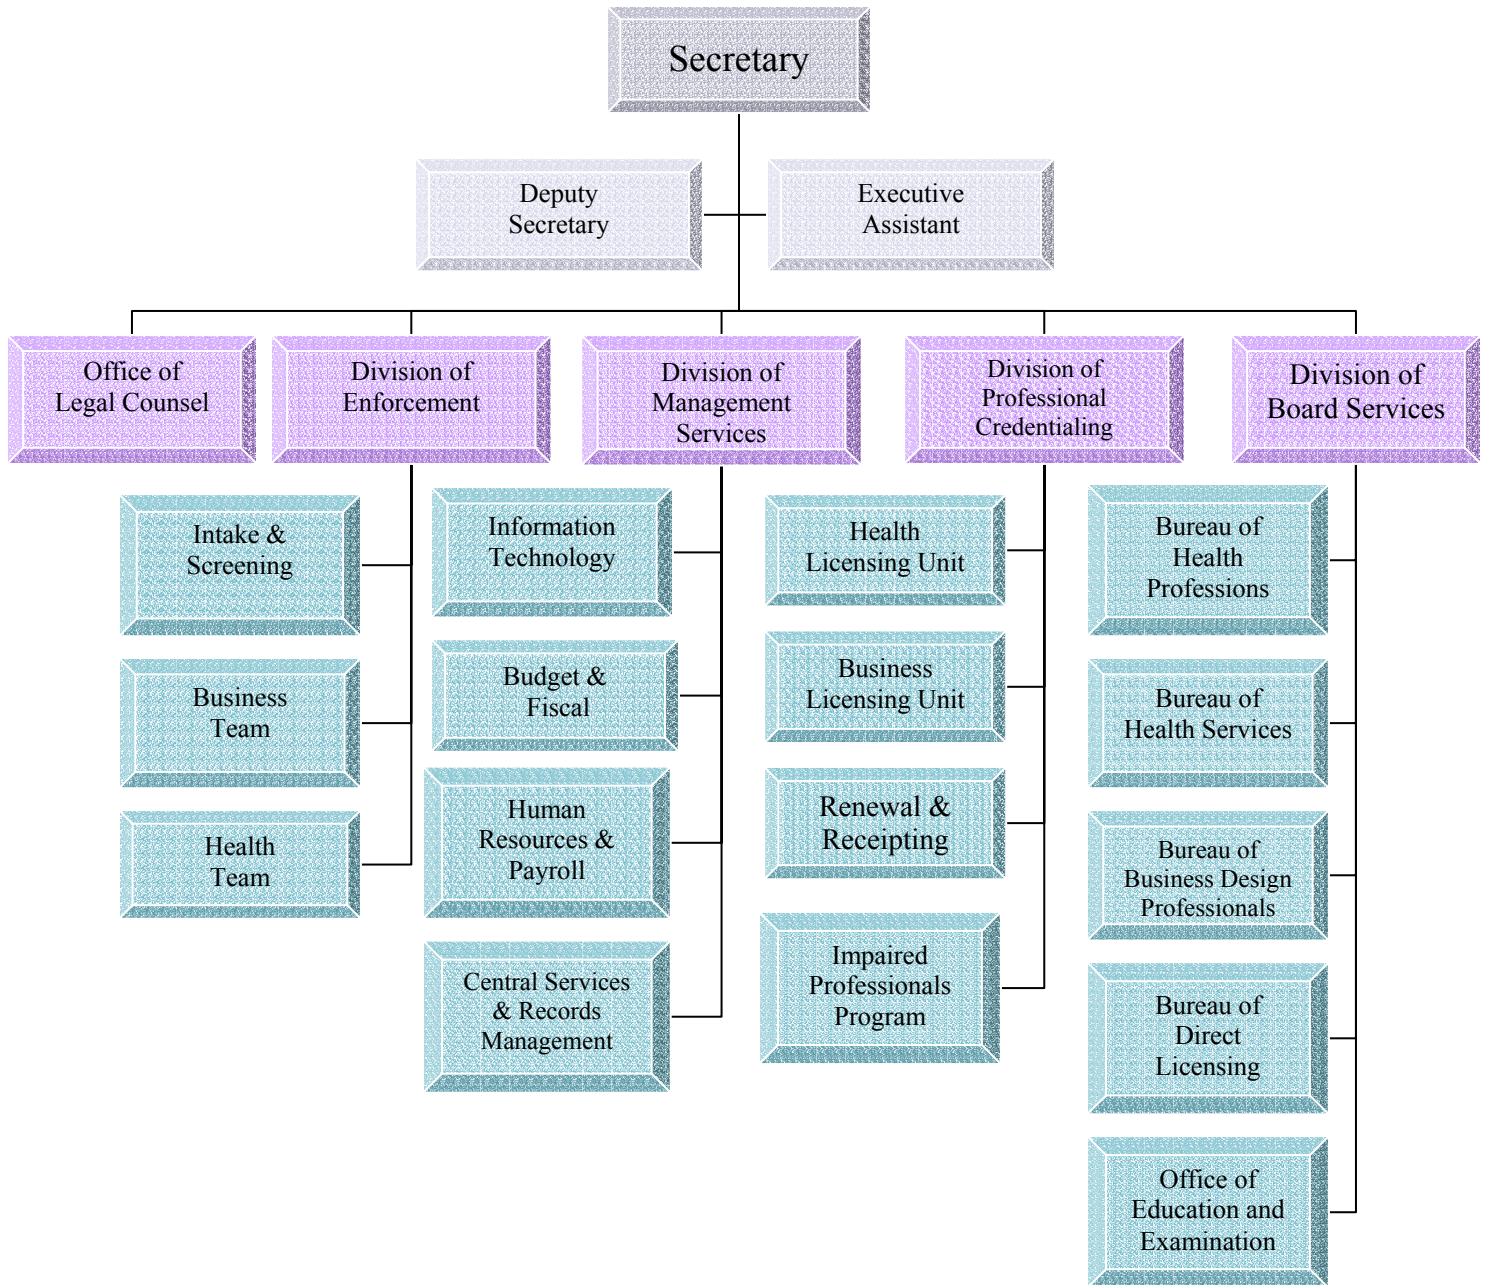 Secretary
Deputy
Secretary
Executive
Assistant
Office of
Legal Counsel
Division of
Enforcement
Division of
Management
Services
Division of
Professional
Credentialing
Division of
Board Services
Intake &
Screening
Business
Team
Health
Team
Information
Technology
Budget &
Fiscal
Human
Resources &
Payroll
Central Services
& Records
Management
Health
Licensing Unit
Business
Licensing Unit
Renewal &
Receipting
Impaired
Professionals
Program
Bureau of
Health
Professions
Bureau of
Health Services
Bureau of
Business Design
Professionals
Bureau of
Direct
Licensing
Office of
Education and
Examination